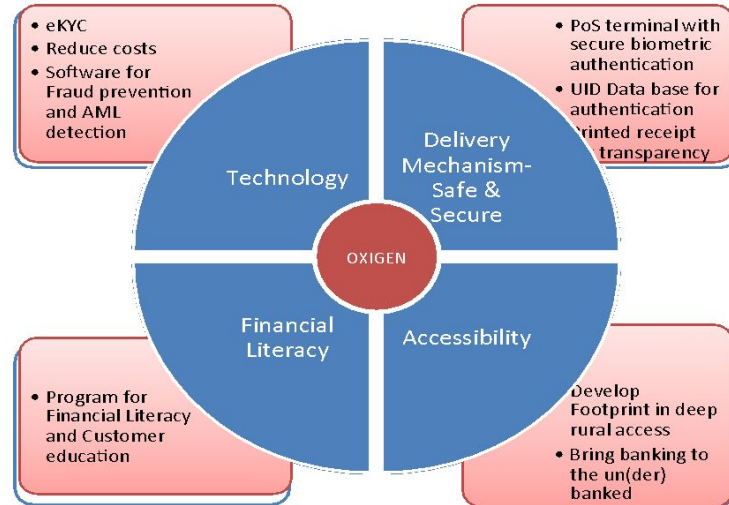 • eKYC
• Reduce costs
• Software for
Fraud prevention
and AML
detection
• PoS terminal with
secure biometric
authentication
• UID Data base for
authentication
Printed receipt
transparency
Technology
Delivery
Mechanism-
Safe &
Secure
OXIGEN
Financial
Literacy
Accessibility
• Program for
Financial Literacy
and Customer
education
Develop
Footprint in deep
rural access
• Bring banking to
the un(der)
banked